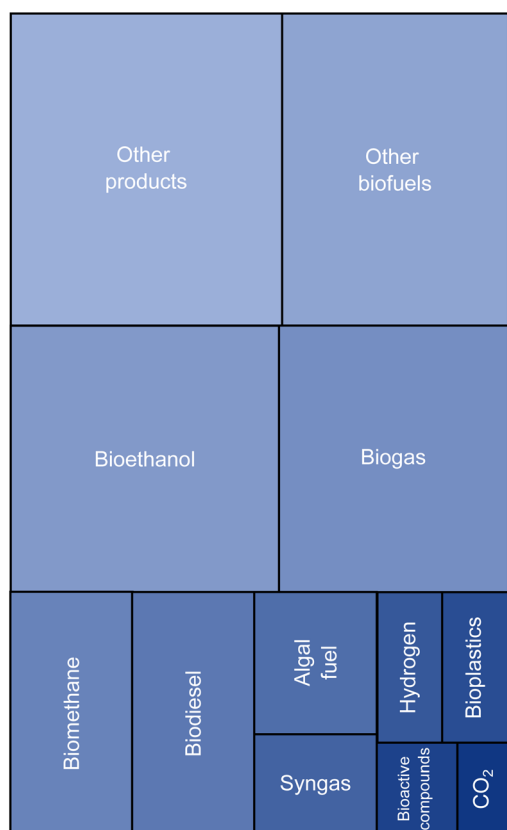 Other
products
Other
biofuels
Bioethanol
Biogas
Biomethane
Biodiesel
Algal
fuel
Syngas
Hydrogen
Bioplastics
Bioactive
compounds
CO₂